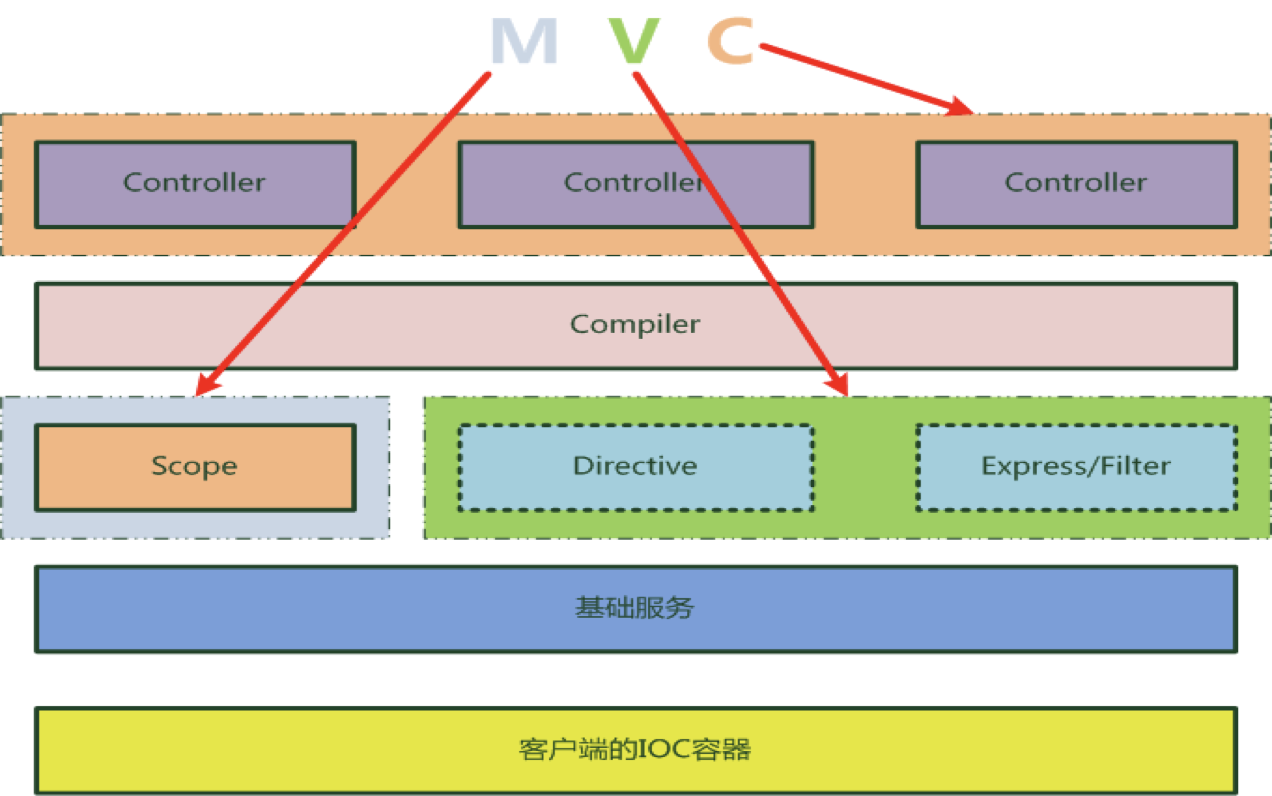 M V C
Controller Controller Controller
Compiler
Scope Directive Express/Filter
基础服务
客户端的IOC容器